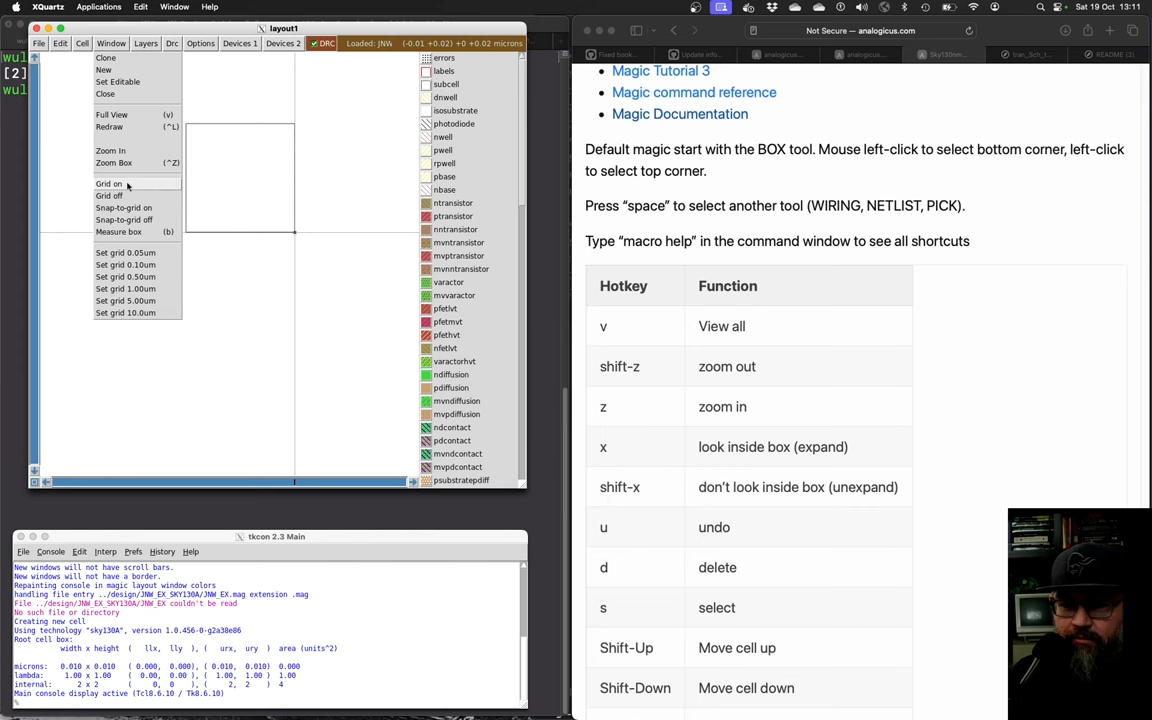 XQuartz Applications Edit Window Help
Sat 19 Oct 13:11
layout1
File Edit Cell Window Layers Drc Options Devices 1 Devices 2 DRC Loaded: JNW (-0.01 +0.02) +0 +0.02 microns
Clone
New
Set Editable
Close
Full View (v)
Redraw (^L)
Zoom In
Zoom Box (^Z)
Grid on
Grid off
Snap-to-grid on
Snap-to-grid off
Measure box (b)
Set grid 0.05um
Set grid 0.10um
Set grid 0.50um
Set grid 1.00um
Set grid 5.00um
Set grid 10.0um
errors
labels
subcell
dnwell
isosubstrate
photodiode
nwell
pwell
rpwell
pbase
nbase
ntransistor
ptransistor
nntransistor
mvntransistor
mvptransistor
mvnntransistor
varactor
mvvaractor
pfetlvt
pfetmvt
pfethvt
nfetlvt
varactorhvt
ndiffusion
pdiffusion
mvndiffusion
mvpdiffusion
ndcontact
pdcontact
mvndcontact
mvpdcontact
psubstratepdiff
tkcon 2.3 Main
File Console Edit Interp Prefs History Help
New windows will not have scroll bars.
New windows will not have a border.
Repainting console in magic layout window colors
handling file entry ../design/JNW_EX_SKY130A/JNW_EX.mag extension .mag
File ../design/JNW_EX_SKY130A/JNW_EX couldn't be read
No such file or directory
Creating new cell
Using technology "sky130A", version 1.0.456-0-g2a38e86
Root cell box:
width x height ( llx, lly ), ( urx, ury ) area (units^2)
microns: 0.010 x 0.010 ( 0.000, 0.000), ( 0.010, 0.010) 0.000
lambda: 1.00 x 1.00 ( 0.00, 0.00 ), ( 1.00, 1.00 ) 1.00
internal: 2 x 2 ( 0, 0 ), ( 2, 2 ) 4
Main console display active (Tcl8.6.10 / Tk8.6.10)
%
Not Secure — analogicus.com
Fixed book... Update info... analogicus... analogicus... Sky130nm... tran_Sch_t... README (2)
• Magic Tutorial 3
• Magic command reference
• Magic Documentation
Default magic start with the BOX tool. Mouse left-click to select bottom corner, left-click
to select top corner.
Press “space” to select another tool (WIRING, NETLIST, PICK).
Type “macro help” in the command window to see all shortcuts
Hotkey Function
v View all
shift-z zoom out
z zoom in
x look inside box (expand)
shift-x don’t look inside box (unexpand)
u undo
d delete
s select
Shift-Up Move cell up
Shift-Down Move cell down